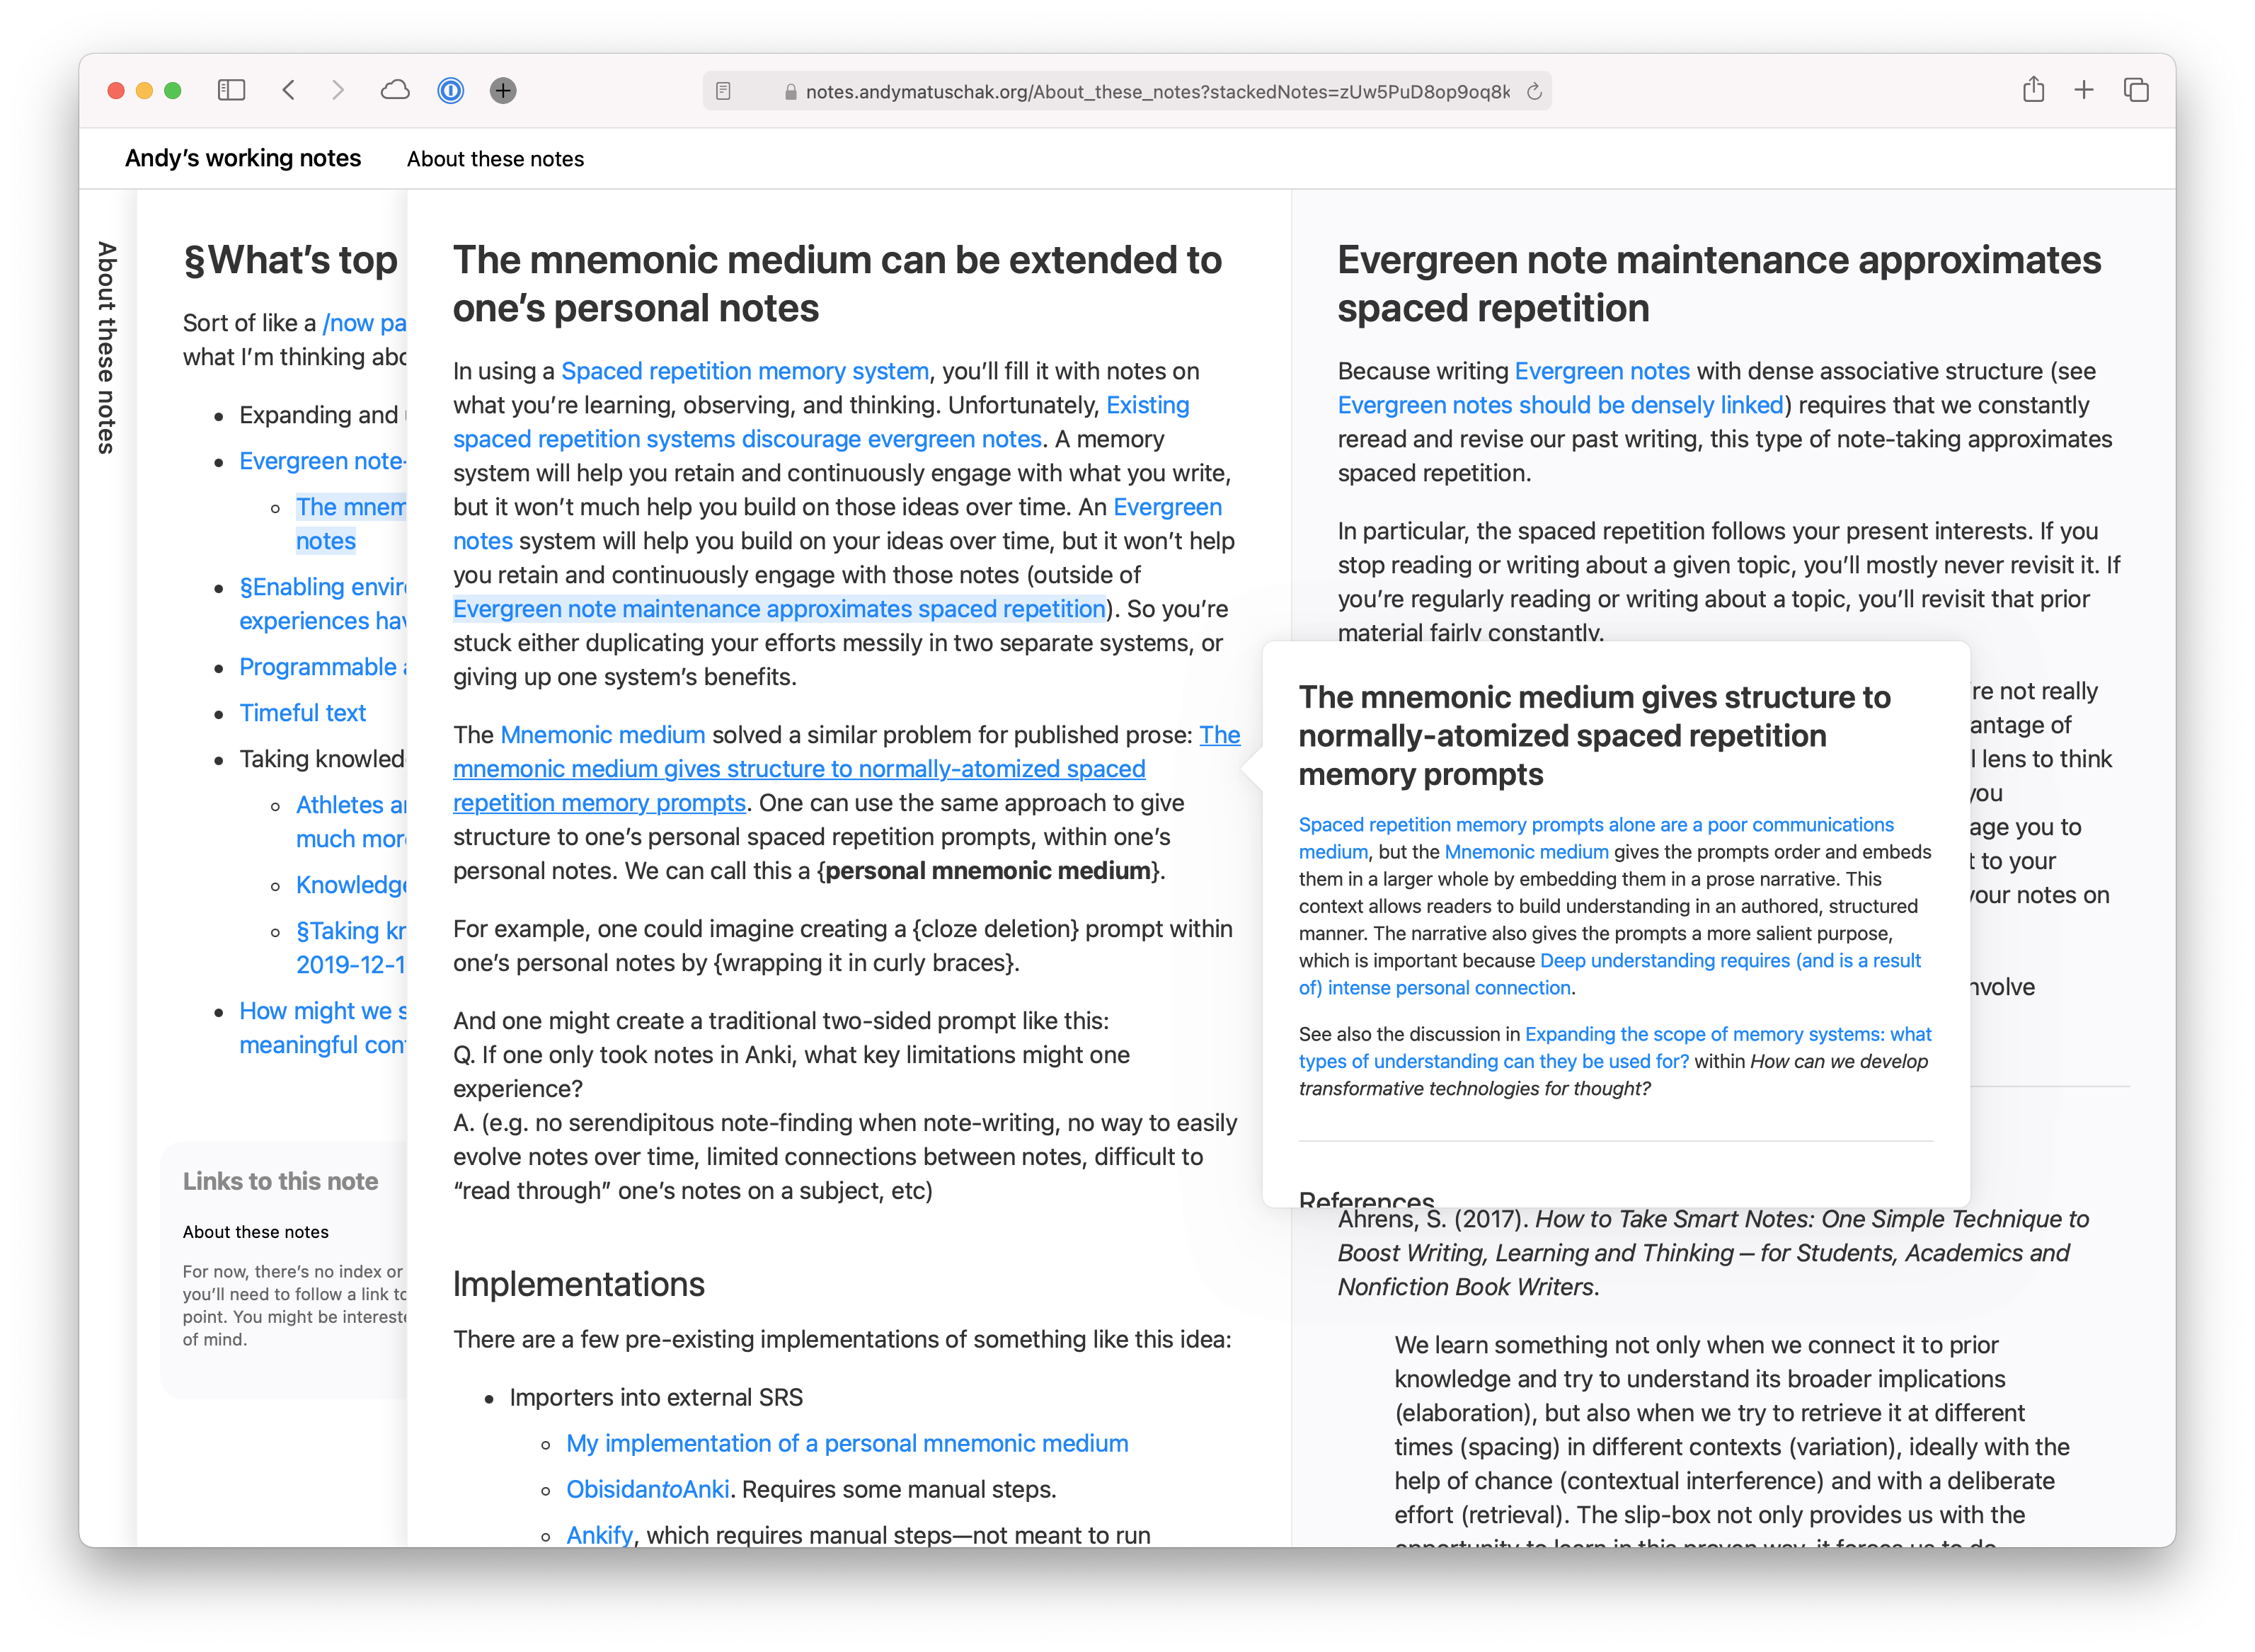 notes.andymatuschak.org/About_these_notes?stackedNotes=zUw5PuD8op9oq8k
Andy’s working notes
About these notes
About these notes
§What’s top
Sort of like a /now pa
what I’m thinking abo
• Expanding and
• Evergreen note-
◦ The mnem
notes
• §Enabling envir
experiences hav
• Programmable a
• Timeful text
• Taking knowled
◦ Athletes ar
much more
◦ Knowledge
◦ §Taking kn
2019-12-1
• How might we s
meaningful con
Links to this note
About these notes
For now, there’s no index or
you’ll need to follow a link to
point. You might be intereste
of mind.
The mnemonic medium can be extended to
one’s personal notes
In using a Spaced repetition memory system, you’ll fill it with notes on
what you’re learning, observing, and thinking. Unfortunately, Existing
spaced repetition systems discourage evergreen notes. A memory
system will help you retain and continuously engage with what you write,
but it won’t much help you build on those ideas over time. An Evergreen
notes system will help you build on your ideas over time, but it won’t help
you retain and continuously engage with those notes (outside of
Evergreen note maintenance approximates spaced repetition). So you’re
stuck either duplicating your efforts messily in two separate systems, or
giving up one system’s benefits.
The Mnemonic medium solved a similar problem for published prose: The
mnemonic medium gives structure to normally-atomized spaced
repetition memory prompts. One can use the same approach to give
structure to one’s personal spaced repetition prompts, within one’s
personal notes. We can call this a {personal mnemonic medium}.
For example, one could imagine creating a {cloze deletion} prompt within
one’s personal notes by {wrapping it in curly braces}.
And one might create a traditional two-sided prompt like this:
Q. If one only took notes in Anki, what key limitations might one
experience?
A. (e.g. no serendipitous note-finding when note-writing, no way to easily
evolve notes over time, limited connections between notes, difficult to
“read through” one’s notes on a subject, etc)
Implementations
There are a few pre-existing implementations of something like this idea:
• Importers into external SRS
◦ My implementation of a personal mnemonic medium
◦ ObisidantoAnki. Requires some manual steps.
◦ Ankify, which requires manual steps—not meant to run
Evergreen note maintenance approximates
spaced repetition
Because writing Evergreen notes with dense associative structure (see
Evergreen notes should be densely linked) requires that we constantly
reread and revise our past writing, this type of note-taking approximates
spaced repetition.
In particular, the spaced repetition follows your present interests. If you
stop reading or writing about a given topic, you’ll mostly never revisit it. If
you’re regularly reading or writing about a topic, you’ll revisit that prior
material fairly constantly.
’re not really
antage of
l lens to think
you
age you to
t to your
your notes on
nvolve
The mnemonic medium gives structure to
normally-atomized spaced repetition
memory prompts
Spaced repetition memory prompts alone are a poor communications
medium, but the Mnemonic medium gives the prompts order and embeds
them in a larger whole by embedding them in a prose narrative. This
context allows readers to build understanding in an authored, structured
manner. The narrative also gives the prompts a more salient purpose,
which is important because Deep understanding requires (and is a result
of) intense personal connection.
See also the discussion in Expanding the scope of memory systems: what
types of understanding can they be used for? within How can we develop
transformative technologies for thought?
References
Ahrens, S. (2017). How to Take Smart Notes: One Simple Technique to
Boost Writing, Learning and Thinking – for Students, Academics and
Nonfiction Book Writers.
We learn something not only when we connect it to prior
knowledge and try to understand its broader implications
(elaboration), but also when we try to retrieve it at different
times (spacing) in different contexts (variation), ideally with the
help of chance (contextual interference) and with a deliberate
effort (retrieval). The slip-box not only provides us with the
opportunity to learn in this proven way, it forces us to do